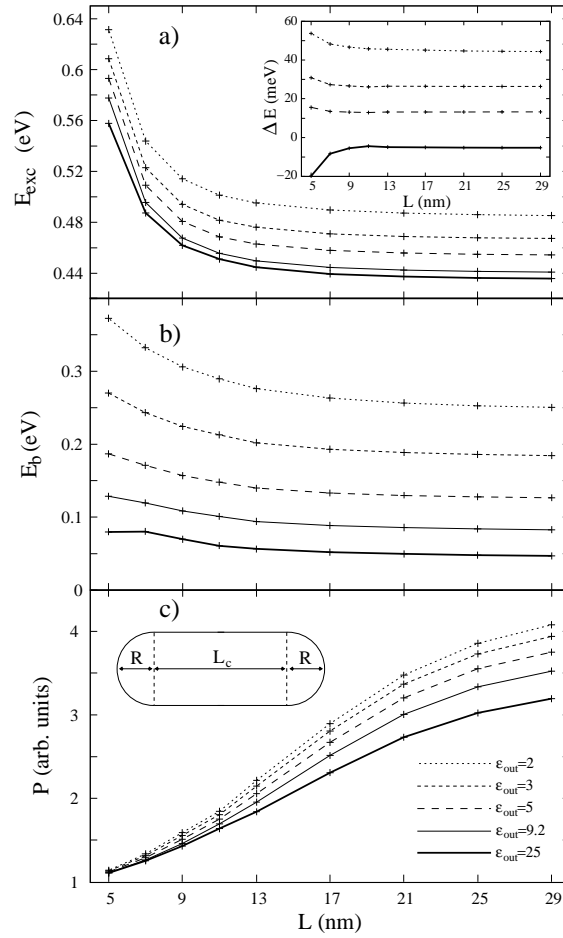 a)
E_exc (eV)
0.64
0.6
0.56
0.52
0.48
0.44
ΔE (meV)
60
40
20
0
−20
5 9 13 17 21 25 29
L (nm)
b)
E_b (eV)
0.3
0.2
0.1
0
c)
P (arb. units)
4
3
2
1
R L_c R
ε_out=2
ε_out=3
ε_out=5
ε_out=9.2
ε_out=25
5 9 13 17 21 25 29
L (nm)